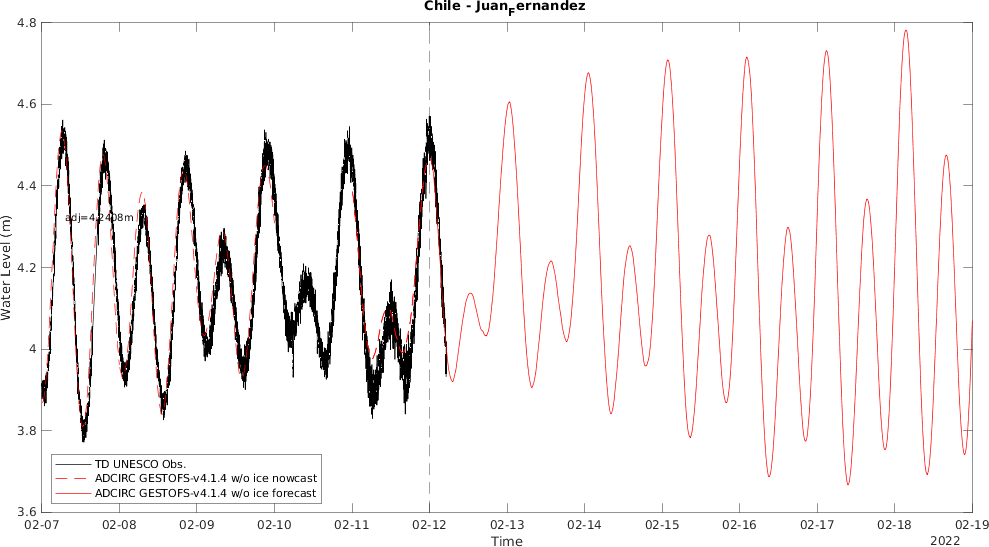 Chile - JuanFernandez
4.8
4.6
4.4
4.2
4
3.8
3.6
Water Level (m)
adj=4.2408m
TD UNESCO Obs.
ADCIRC GESTOFS-v4.1.4 w/o ice nowcast
ADCIRC GESTOFS-v4.1.4 w/o ice forecast
02-07 02-08 02-09 02-10 02-11 02-12 02-13 02-14 02-15 02-16 02-17 02-18 02-19
Time
2022